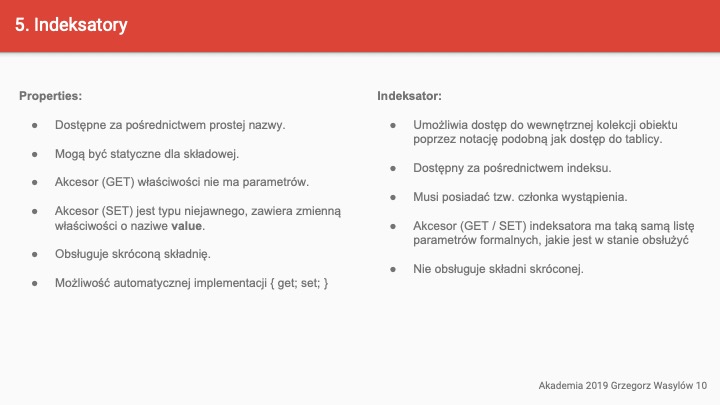 5. Indeksatory
Properties:
● Dostępne za pośrednictwem prostej nazwy.
● Mogą być statyczne dla składowej.
● Akcesor (GET) właściwości nie ma parametrów.
● Akcesor (SET) jest typu niejawnego, zawiera zmienną
właściwości o naziwe value.
● Obsługuje skróconą składnię.
● Możliwość automatycznej implementacji { get; set; }
Indeksator:
● Umożliwia dostęp do wewnętrznej kolekcji obiektu
poprzez notację podobną jak dostęp do tablicy.
● Dostępny za pośrednictwem indeksu.
● Musi posiadać tzw. członka wystąpienia.
● Akcesor (GET / SET) indeksatora ma taką samą listę
parametrów formalnych, jakie jest w stanie obsłużyć
● Nie obsługuje składni skróconej.
Akademia 2019 Grzegorz Wasylów 10